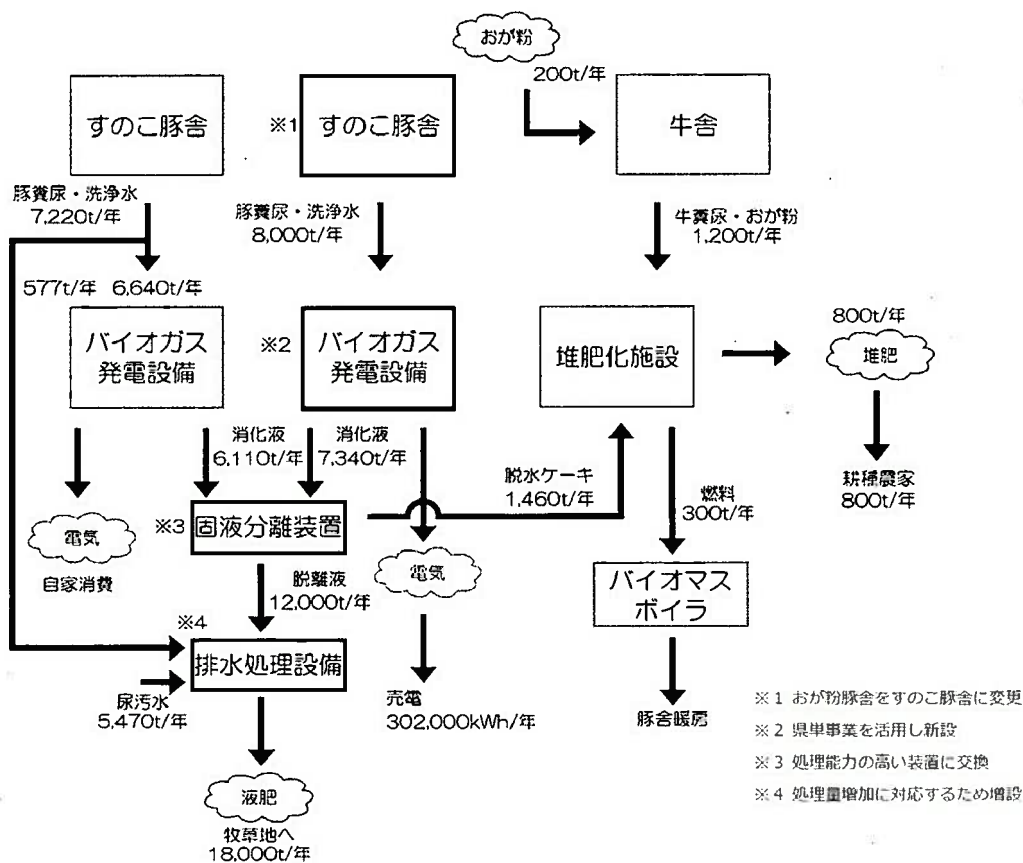 おが粉
200t/年
すのこ豚舎
※1
すのこ豚舎
牛舎
豚糞尿・洗浄水
7,220t/年
豚糞尿・洗浄水
8,000t/年
牛糞尿・おが粉
1,200t/年
577t/年
6,640t/年
バイオガス
発電設備
※2
バイオガス
発電設備
堆肥化施設
800t/年
堆肥
消化液
6,110t/年
消化液
7,340t/年
脱水ケーキ
1,460t/年
燃料
300t/年
耕種農家
800t/年
電気
自家消費
※3
固液分離装置
電気
バイオマス
ボイラ
脱離液
12,000t/年
※4
排水処理設備
尿汚水
5,470t/年
売電
302,000kWh/年
豚舎暖房
液肥
牧草地へ
18,000t/年
※1 おが粉豚舎をすのこ豚舎に変更
※2 県単事業を活用し新設
※3 処理能力の高い装置に交換
※4 処理量増加に対応するため増設